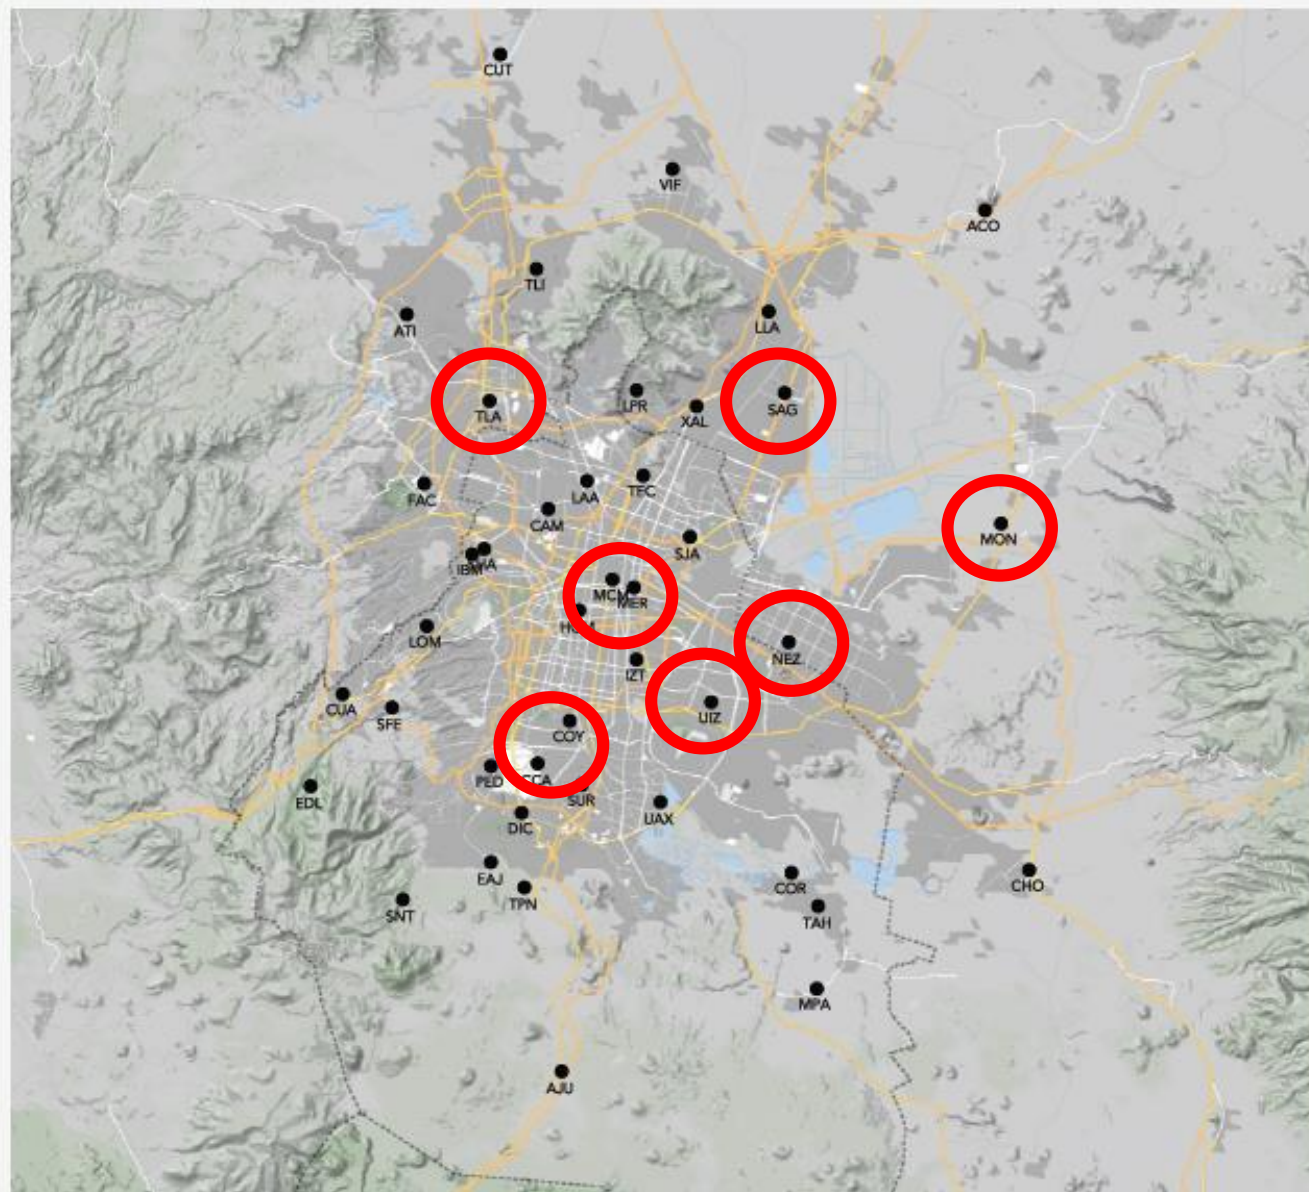 CUT
VIF
ACO
TLI
ATI
LLA
TLA
LPR
XAL
SAG
FAC
LAA
TEC
CAM
SJA
MON
IBM
MCM
MER
LOM
IZT
NEZ
CUA
SFE
COY
UIZ
PED
CCA
SUR
EDL
DIC
UAX
EAJ
TPN
COR
CHO
SNT
TAH
MPA
AJU